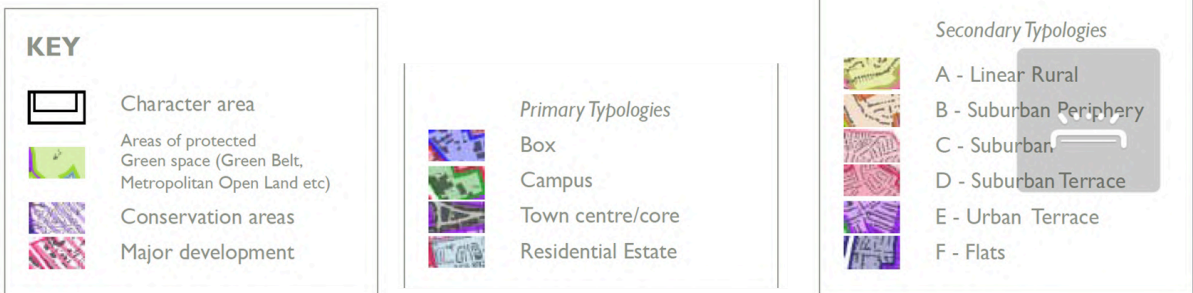 KEY
Character area
Areas of protected
Green space (Green Belt,
Metropolitan Open Land etc)
Conservation areas
Major development
Primary Typologies
Box
Campus
Town centre/core
Residential Estate
Secondary Typologies
A - Linear Rural
B - Suburban Periphery
C - Suburban
D - Suburban Terrace
E - Urban Terrace
F - Flats